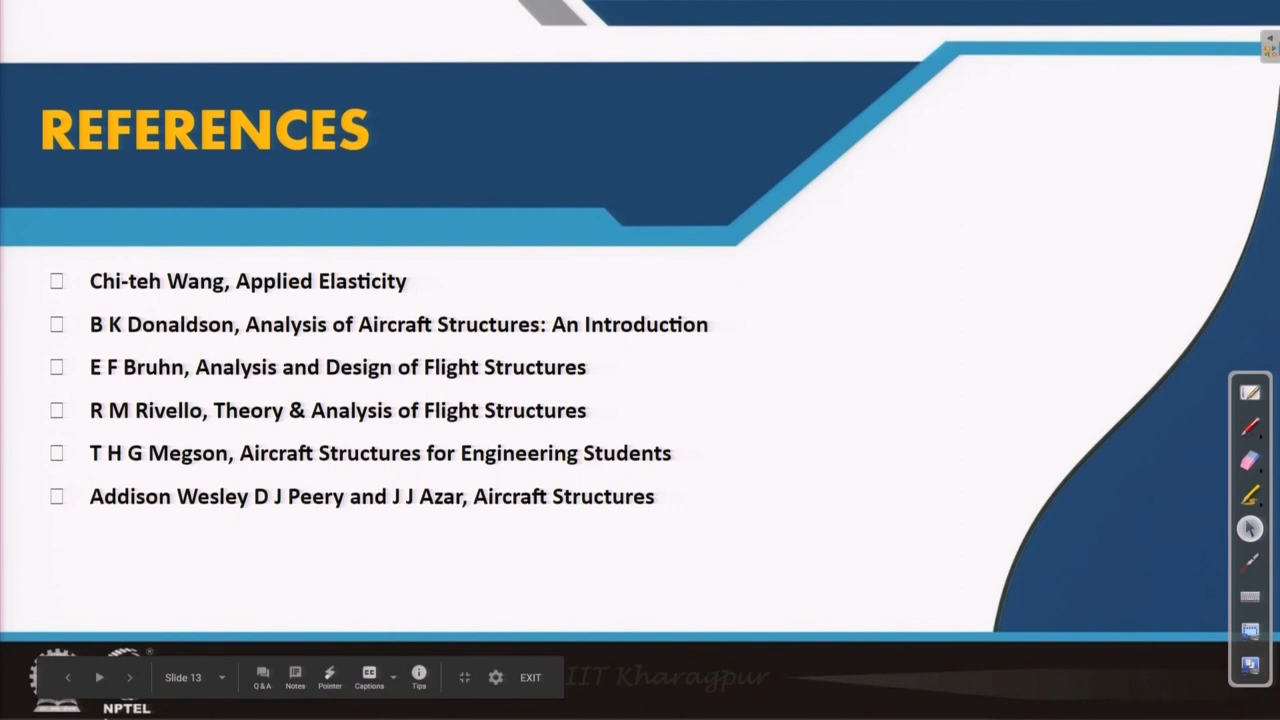 REFERENCES
Chi-teh Wang, Applied Elasticity
B K Donaldson, Analysis of Aircraft Structures: An Introduction
E F Bruhn, Analysis and Design of Flight Structures
R M Rivello, Theory & Analysis of Flight Structures
T H G Megson, Aircraft Structures for Engineering Students
Addison Wesley D J Peery and J J Azar, Aircraft Structures
Slide 13
Q&A
Notes
Pointer
Captions
Tips
EXIT
IIT Kharagpur
NPTEL